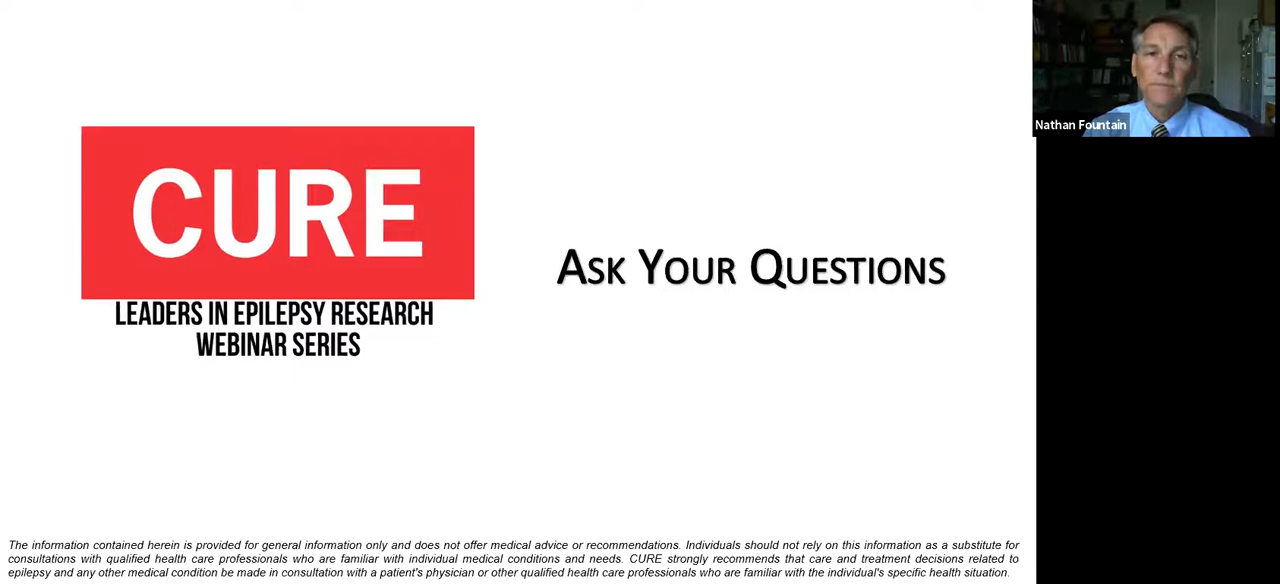 CURE
LEADERS IN EPILEPSY RESEARCH
WEBINAR SERIES
ASK YOUR QUESTIONS
Nathan Fountain
The information contained herein is provided for general information only and does not offer medical advice or recommendations. Individuals should not rely on this information as a substitute for
consultations with qualified health care professionals who are familiar with individual medical conditions and needs. CURE strongly recommends that care and treatment decisions related to
epilepsy and any other medical condition be made in consultation with a patient's physician or other qualified health care professionals who are familiar with the individual's specific health situation.